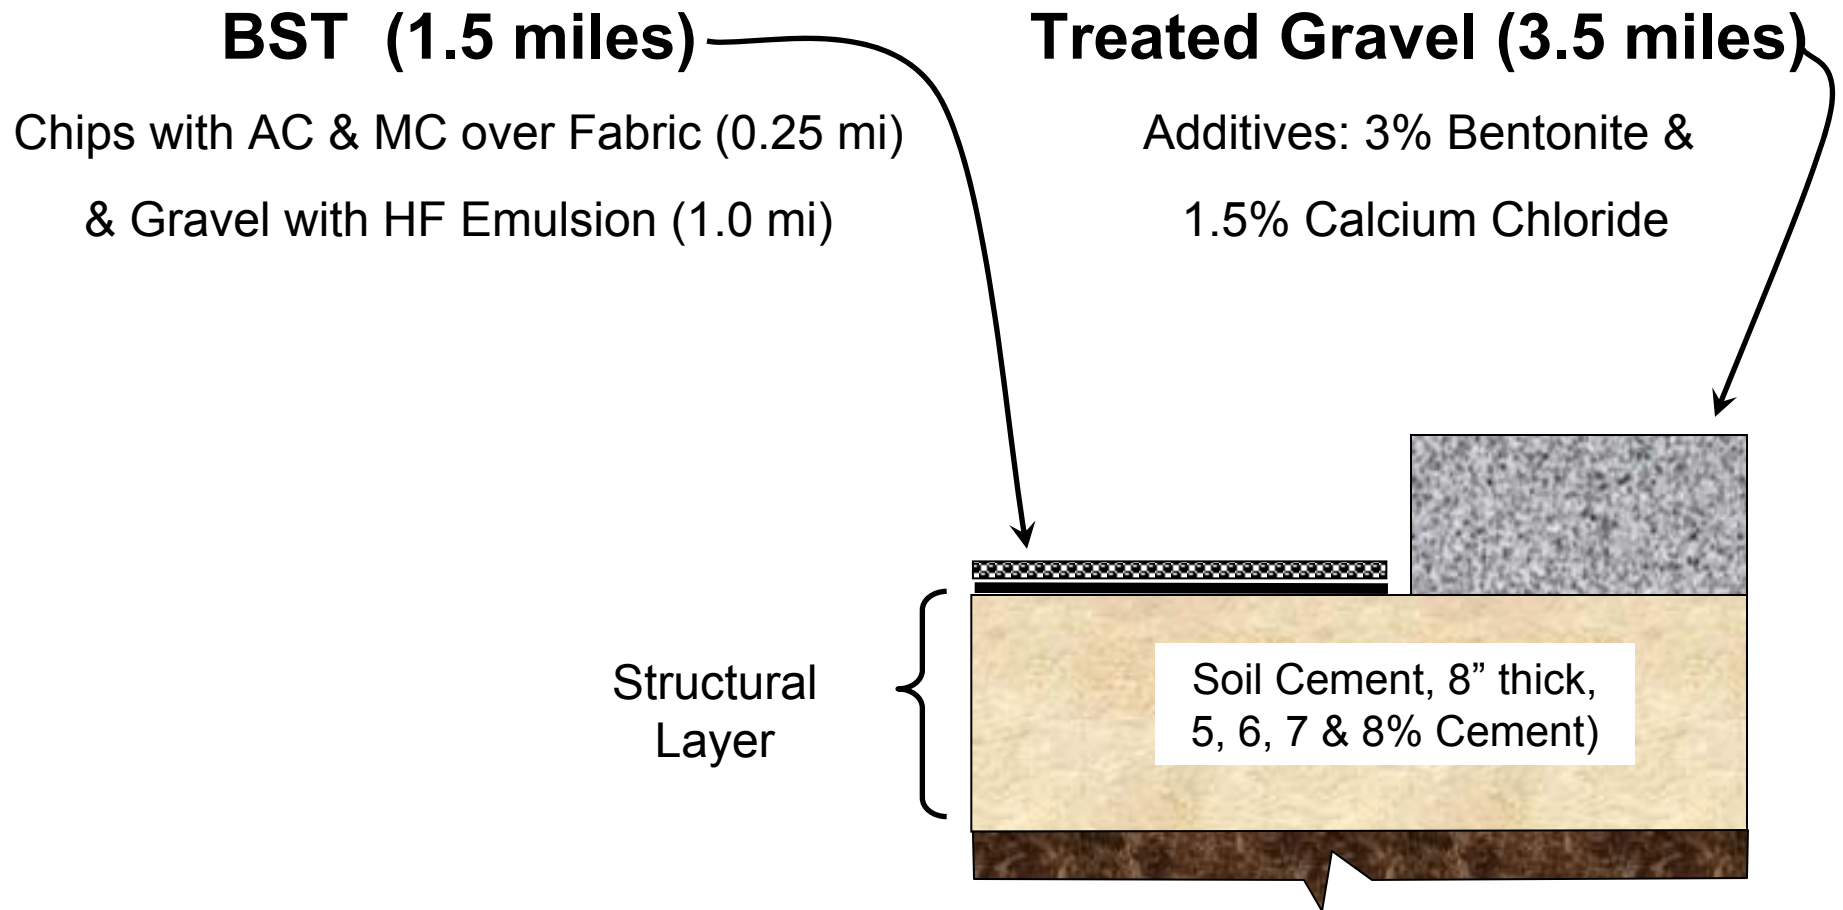 BST  (1.5 miles)
Chips with AC & MC over Fabric (0.25 mi)
& Gravel with HF Emulsion (1.0 mi)
Treated Gravel (3.5 miles)
Additives: 3% Bentonite &
1.5% Calcium Chloride
Structural
Layer
Soil Cement, 8” thick,
5, 6, 7 & 8% Cement)